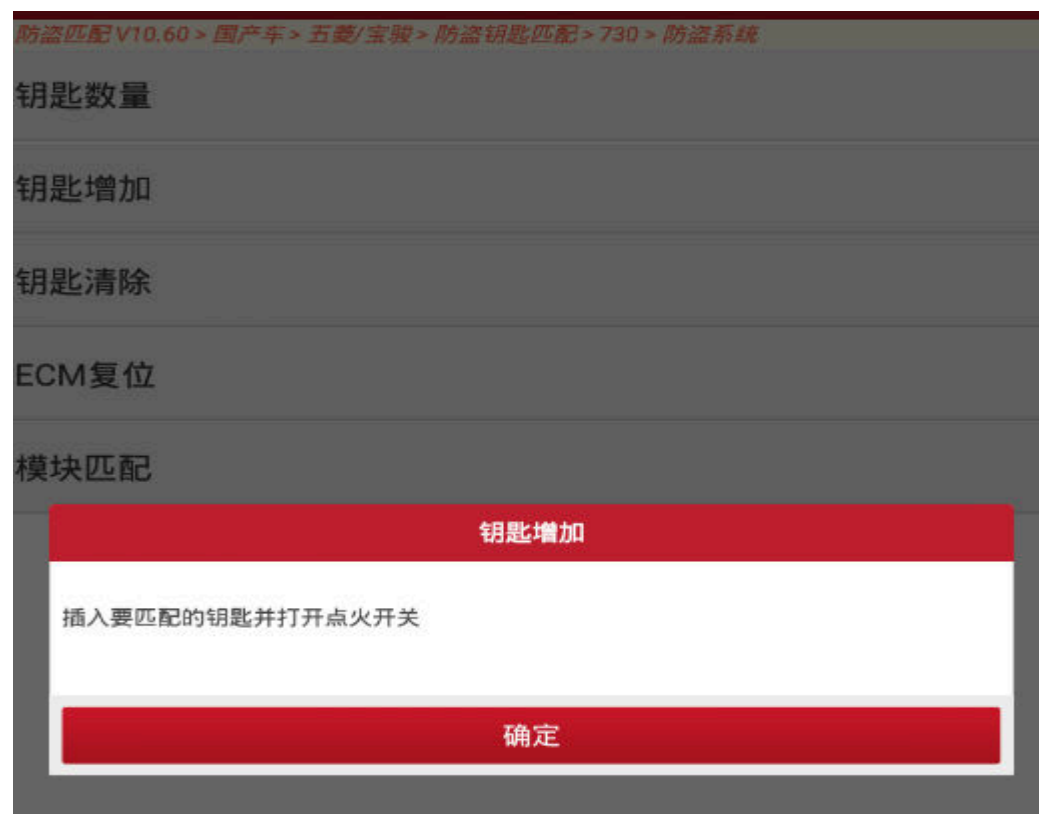 防盗匹配 V10.60 > 国产车 > 五菱/宝骏 > 防盗钥匙匹配 > 730 > 防盗系统
钥匙数量
钥匙增加
钥匙清除
ECM复位
模块匹配
钥匙增加
插入要匹配的钥匙并打开点火开关
确定